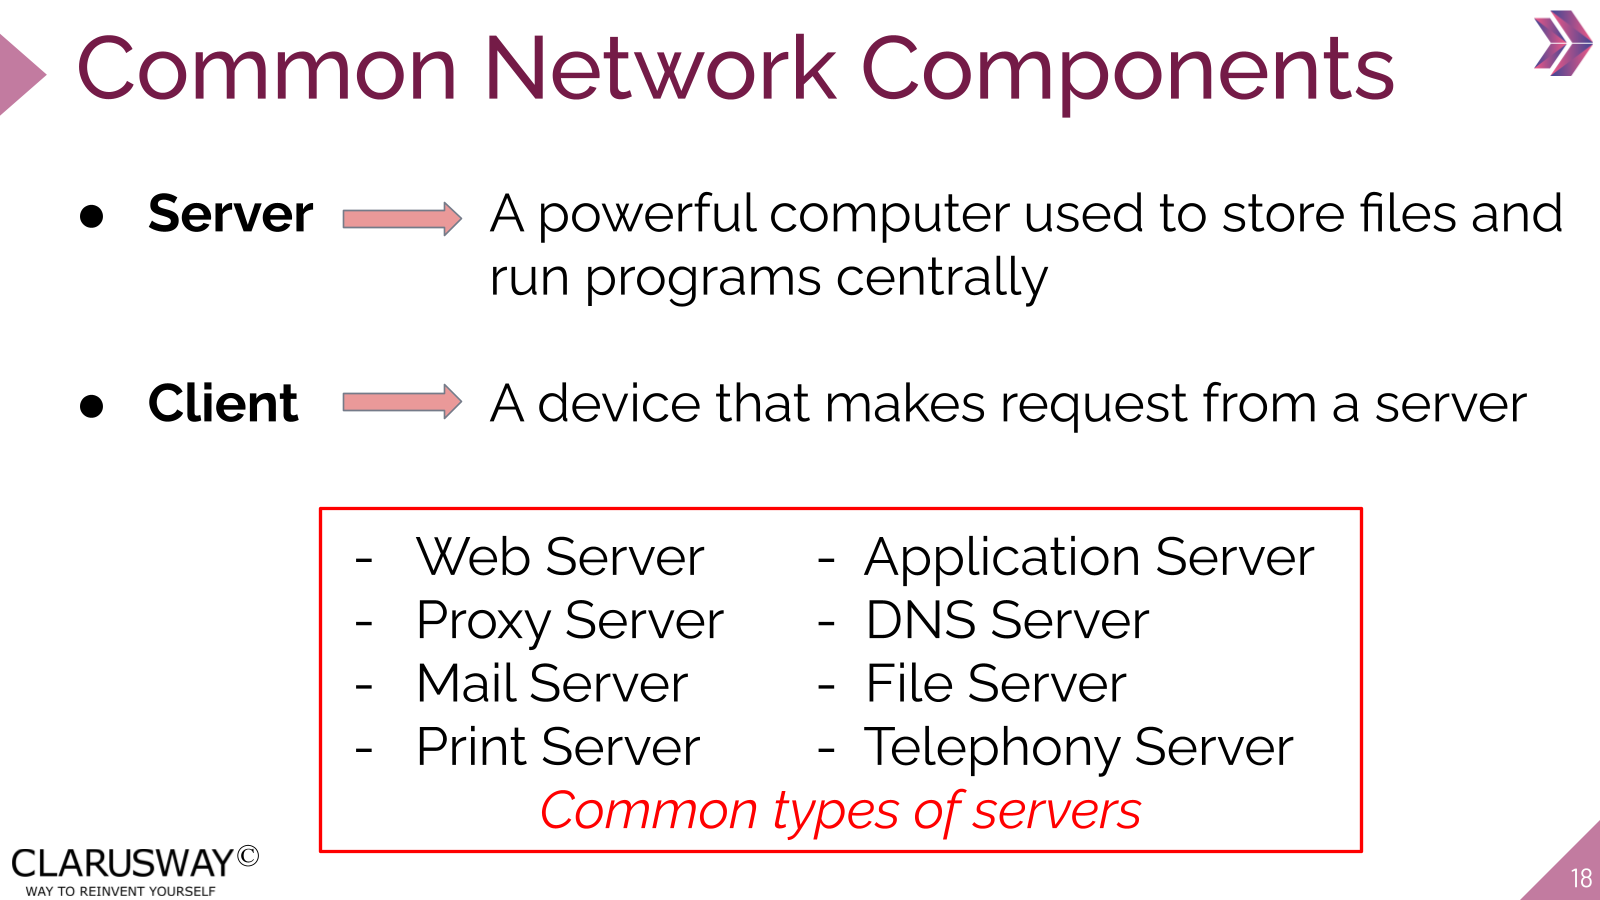 Common Network Components
● Server A powerful computer used to store files and
run programs centrally
● Client A device that makes request from a server
- Web Server - Application Server
- Proxy Server - DNS Server
- Mail Server - File Server
- Print Server - Telephony Server
Common types of servers
CLARUSWAY©
WAY TO REINVENT YOURSELF
18